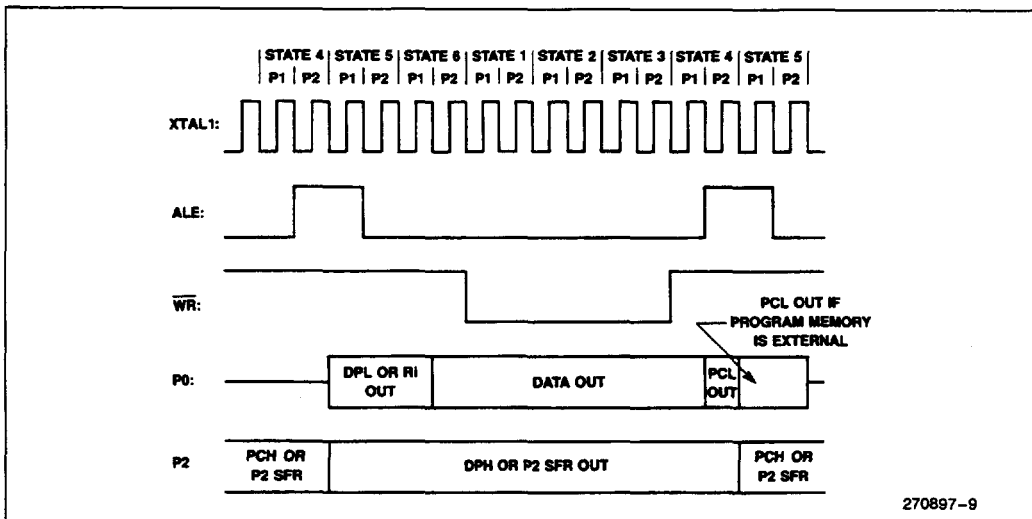 STATE 4 STATE 5 STATE 6 STATE 1 STATE 2 STATE 3 STATE 4 STATE 5
P1 P2 P1 P2 P1 P2 P1 P2 P1 P2 P1 P2 P1 P2 P1 P2
XTAL1:
ALE:
WR:
PCL OUT IF
PROGRAM MEMORY
IS EXTERNAL
P0:
DPL OR Ri
OUT
DATA OUT
PCL
OUT
P2
PCH OR
P2 SFR
DPH OR P2 SFR OUT
PCH OR
P2 SFR
270897-9